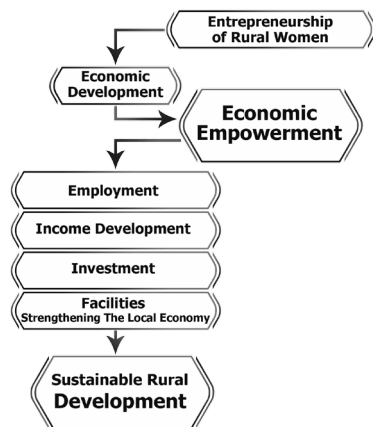 Entrepreneurship
of Rural Women
Economic
Development
Economic
Empowerment
Employment
Income Development
Investment
Facilities
Strengthening The Local Economy
Sustainable Rural
Development